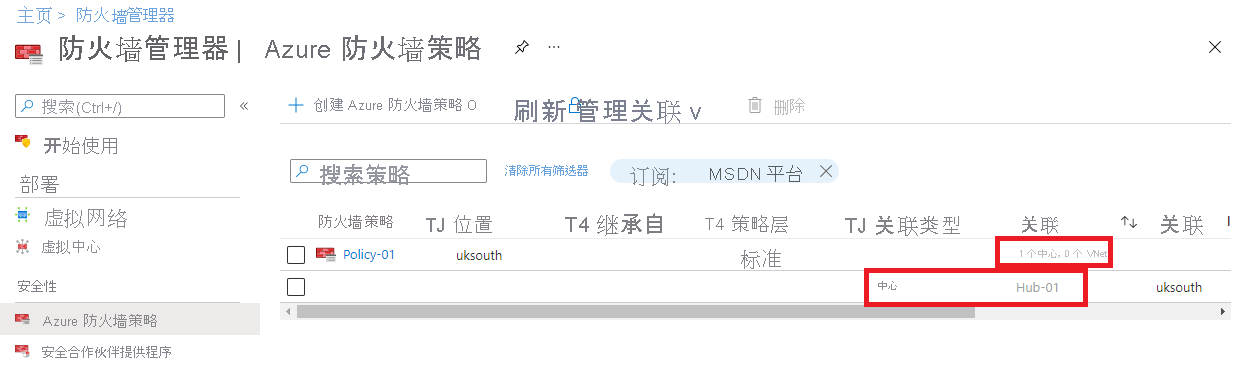 主页 > 防火墙管理器
防火墙管理器 | Azure 防火墙策略 ...
搜索(Ctrl+/) «
创建 Azure 防火墙策略 O 刷新 管理关联 v 删除
开始使用
部署
搜索策略 清除所有筛选器 订阅: MSDN 平台
虚拟网络
虚拟中心
防火墙策略 TJ 位置 T4 继承自 T4 策略层 TJ 关联类型 关联 关联
Policy-01 uksouth 标准 1 个中心, 0 个 VNet
安全性
中心 Hub-01 uksouth
Azure 防火墙策略
安全合作伙伴提供程序